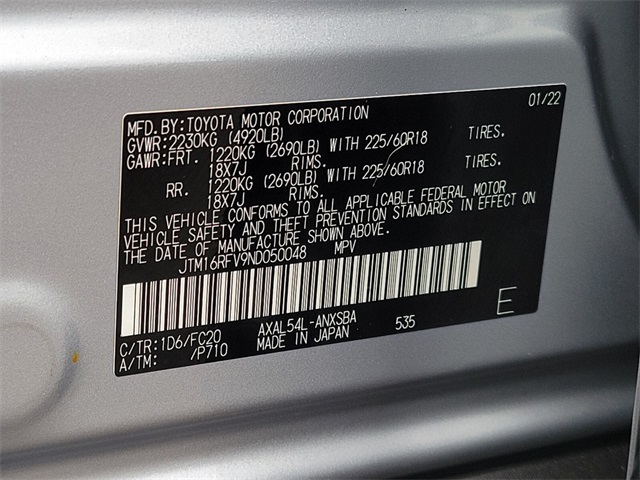 MFD.BY:TOYOTA MOTOR CORPORATION 01/22
GVWR:2230KG (4920LB)
GAWR:FRT. 1220KG (2690LB) WITH 225/60R18 TIRES.
18X7J RIMS.
RR. 1220KG (2690LB) WITH 225/60R18 TIRES.
18X7J RIMS.
THIS VEHICLE CONFORMS TO ALL APPLICABLE FEDERAL MOTOR
VEHICLE SAFETY AND THEFT PREVENTION STANDARDS IN EFFECT ON
THE DATE OF MANUFACTURE SHOWN ABOVE.
JTM16RFV9ND050048 MPV
E
C/TR:1D6/FC20 AXAL54L-ANXSBA 535
A/TM: /P710 MADE IN JAPAN